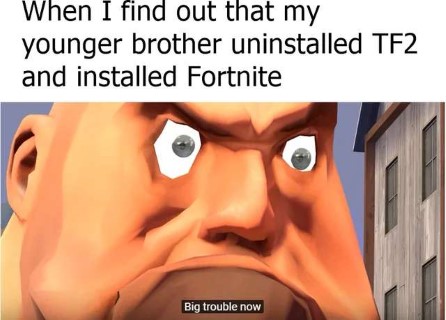 When I find out that my
younger brother uninstalled TF2
and installed Fortnite
Big trouble now